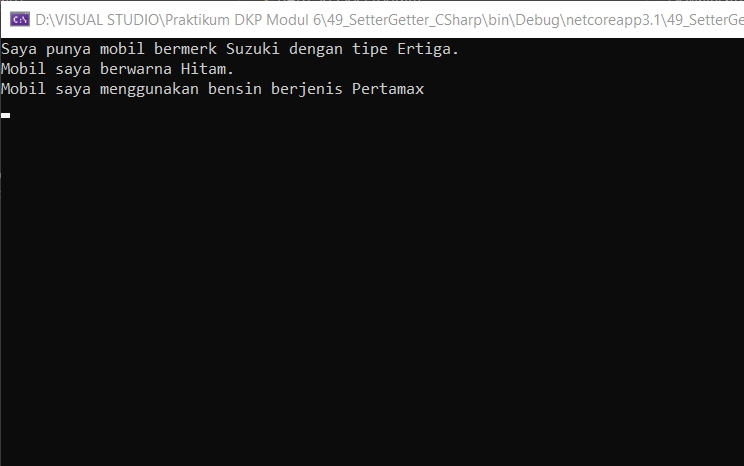 D:\VISUAL STUDIO\Praktikum DKP Modul 6\49_SetterGetter_CSharp\bin\Debug\netcoreapp3.1\49_SetterGe
Saya punya mobil bermerk Suzuki dengan tipe Ertiga.
Mobil saya berwarna Hitam.
Mobil saya menggunakan bensin berjenis Pertamax